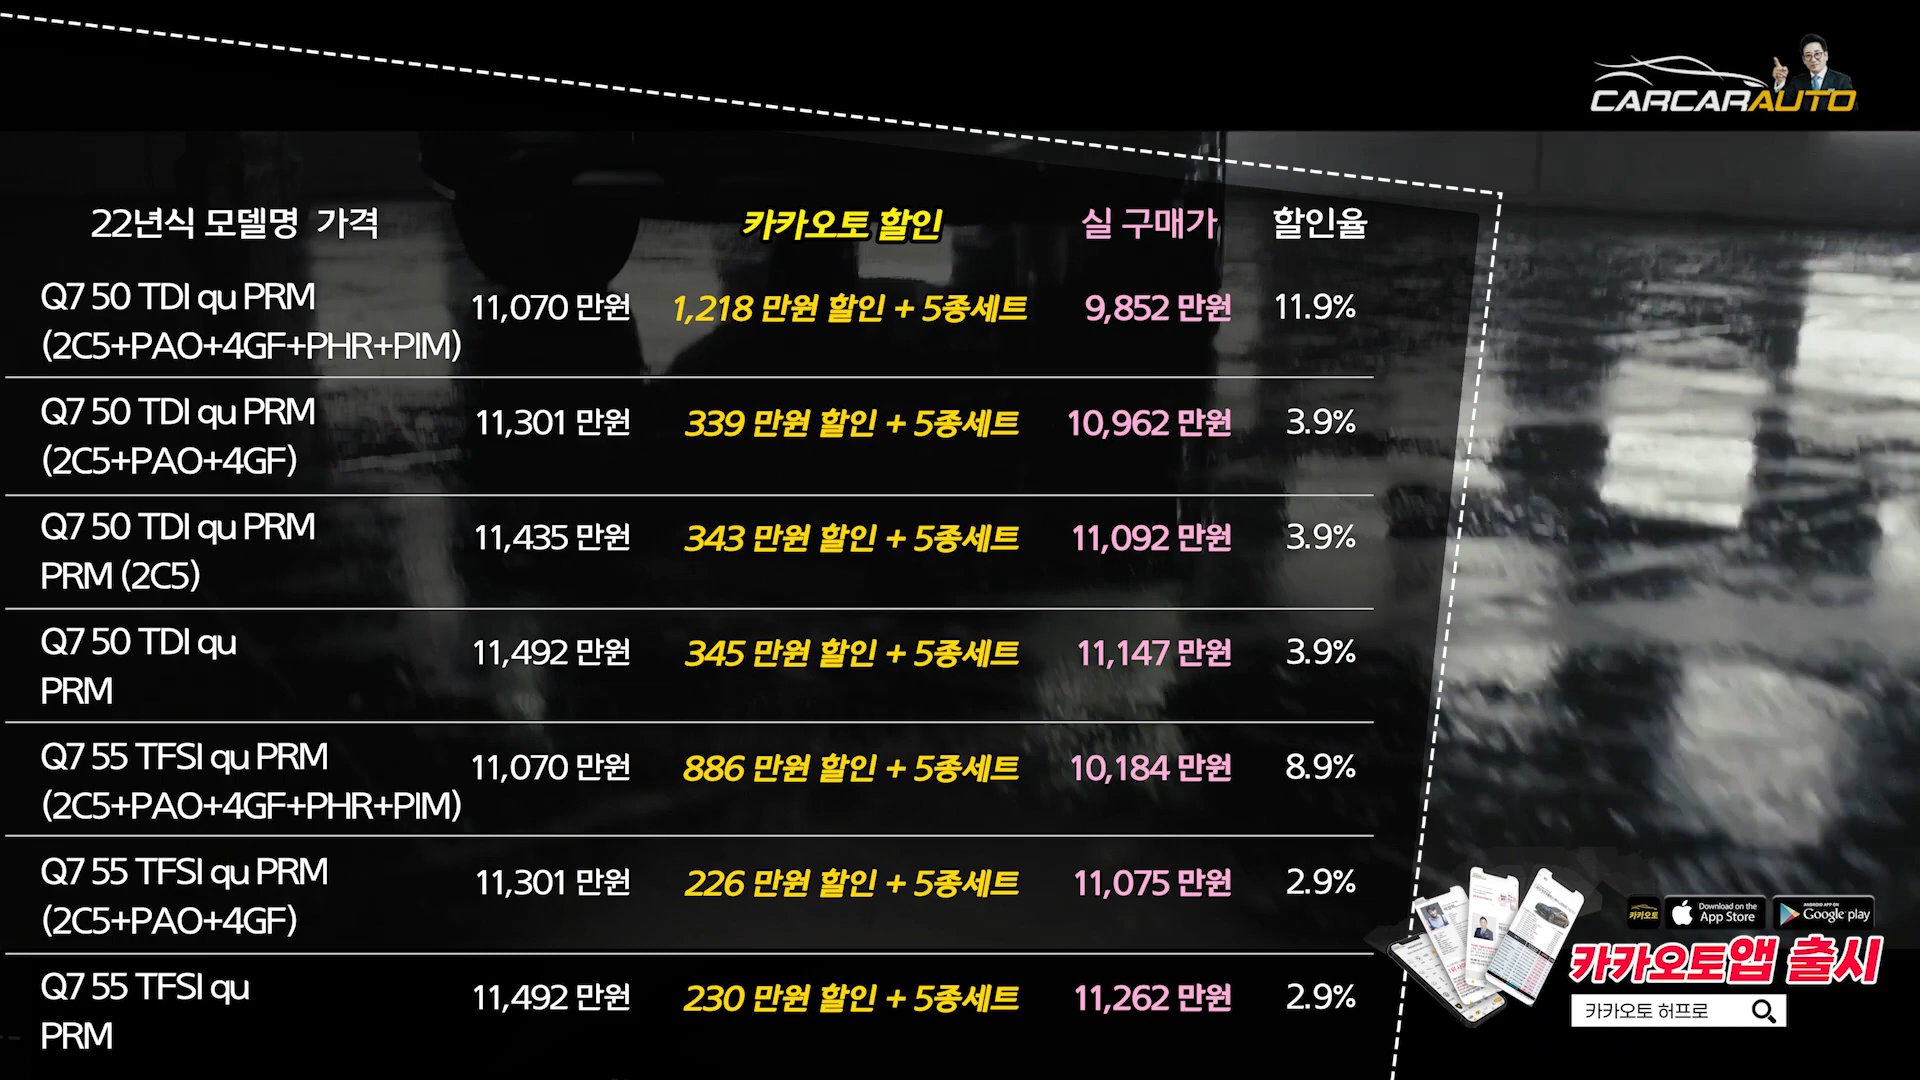 CARCARAUTO
22년식 모델명 가격 카카오토 할인 실 구매가 할인율
Q7 50 TDI qu PRM
(2C5+PAO+4GF+PHR+PIM) 11,070 만원 1,218 만원 할인 + 5종세트 9,852 만원 11.9%
Q7 50 TDI qu PRM
(2C5+PAO+4GF) 11,301 만원 339 만원 할인 + 5종세트 10,962 만원 3.9%
Q7 50 TDI qu PRM
PRM (2C5) 11,435 만원 343 만원 할인 + 5종세트 11,092 만원 3.9%
Q7 50 TDI qu
PRM 11,492 만원 345 만원 할인 + 5종세트 11,147 만원 3.9%
Q7 55 TFSI qu PRM
(2C5+PAO+4GF+PHR+PIM) 11,070 만원 886 만원 할인 + 5종세트 10,184 만원 8.9%
Q7 55 TFSI qu PRM
(2C5+PAO+4GF) 11,301 만원 226 만원 할인 + 5종세트 11,075 만원 2.9%
Q7 55 TFSI qu
PRM 11,492 만원 230 만원 할인 + 5종세트 11,262 만원 2.9%
카카오토
Download on the
App Store
ANDROID APP ON
Google play
카카오토앱 출시
카카오토 허프로